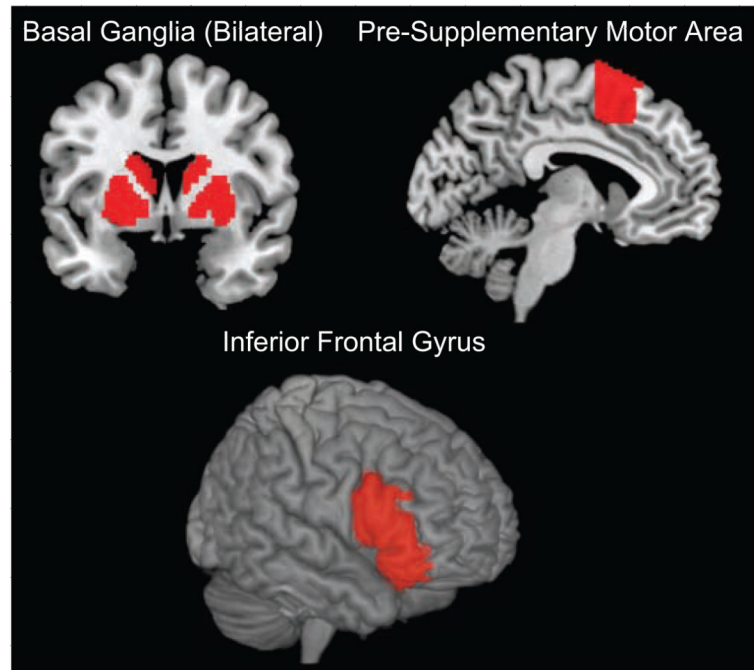 Basal Ganglia (Bilateral)
Pre-Supplementary Motor Area
Inferior Frontal Gyrus